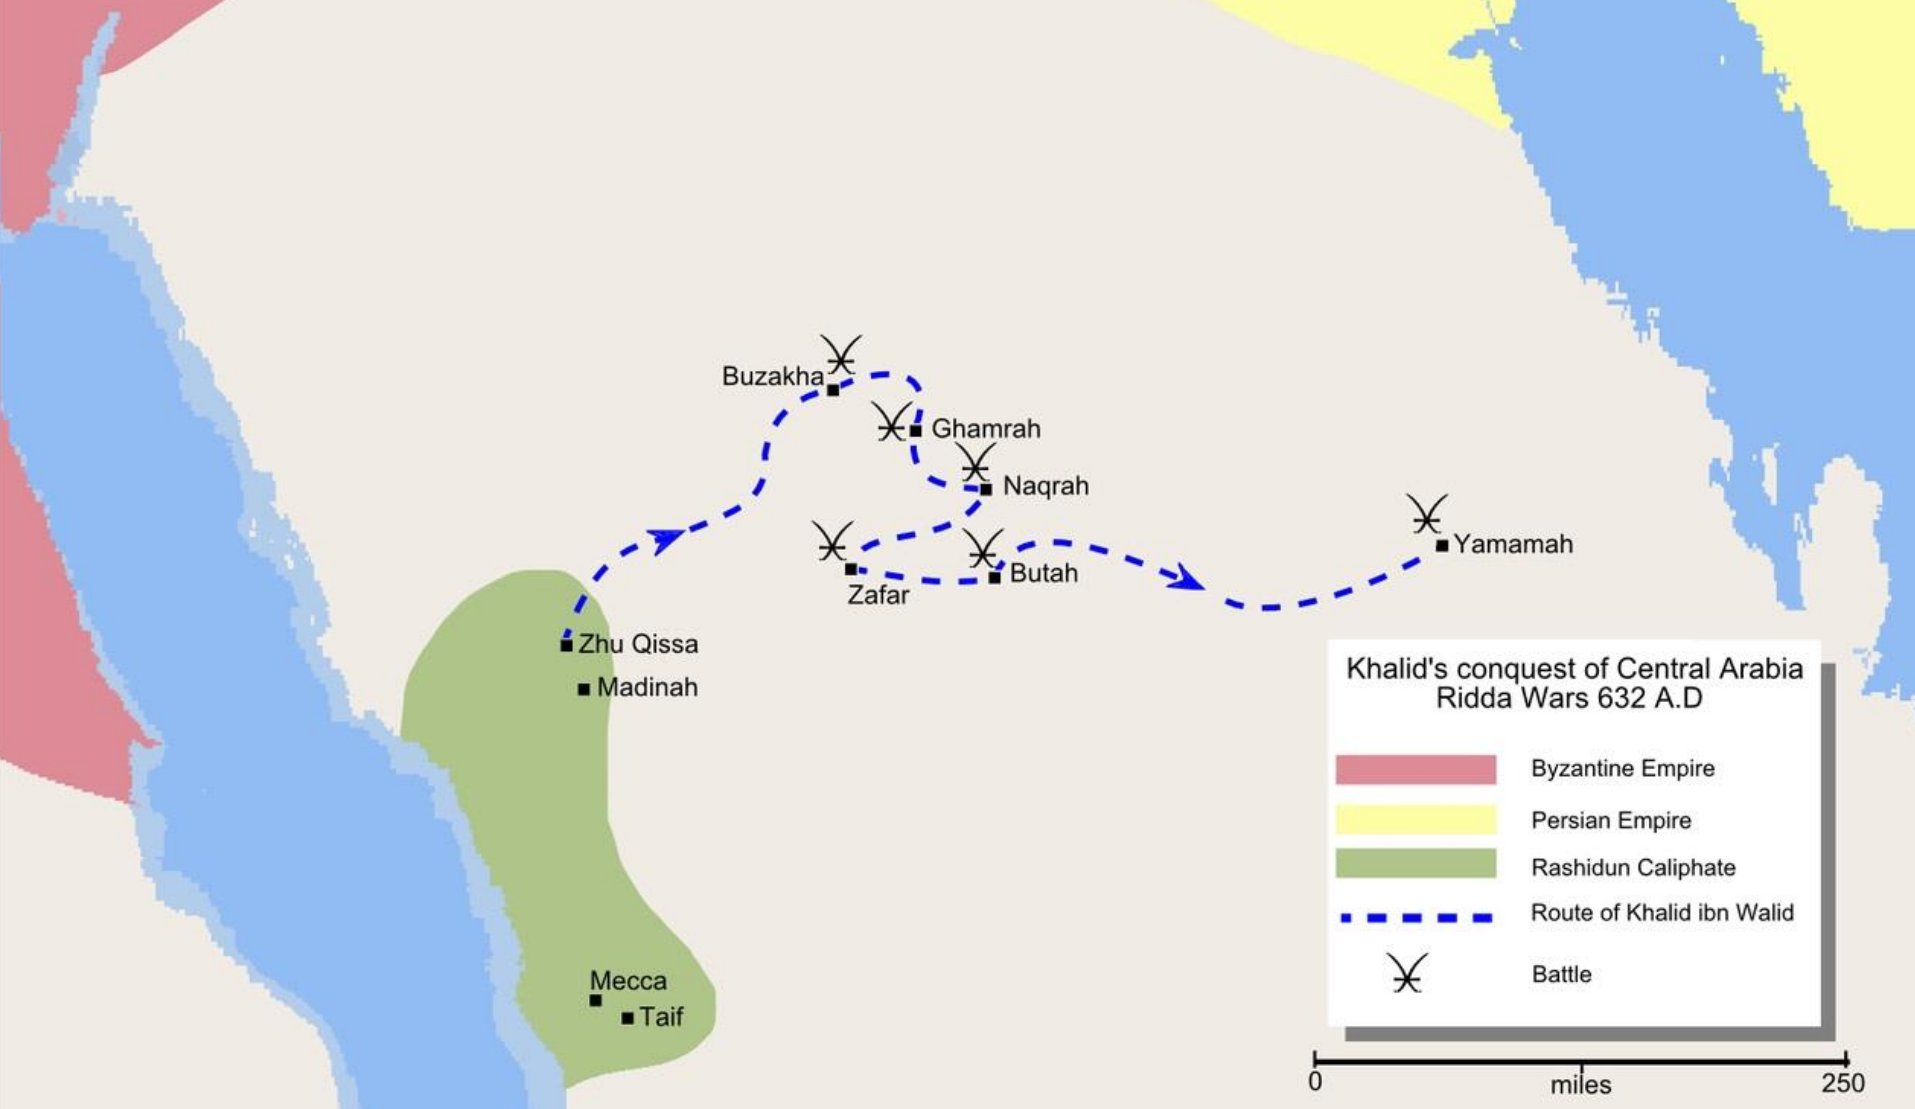 Buzakha
Ghamrah
Naqrah
Yamamah
Butah
Zafar
Zhu Qissa
Madinah
Mecca
Taif
Khalid's conquest of Central Arabia
Ridda Wars 632 A.D
Byzantine Empire
Persian Empire
Rashidun Caliphate
Route of Khalid ibn Walid
Battle
0 miles 250